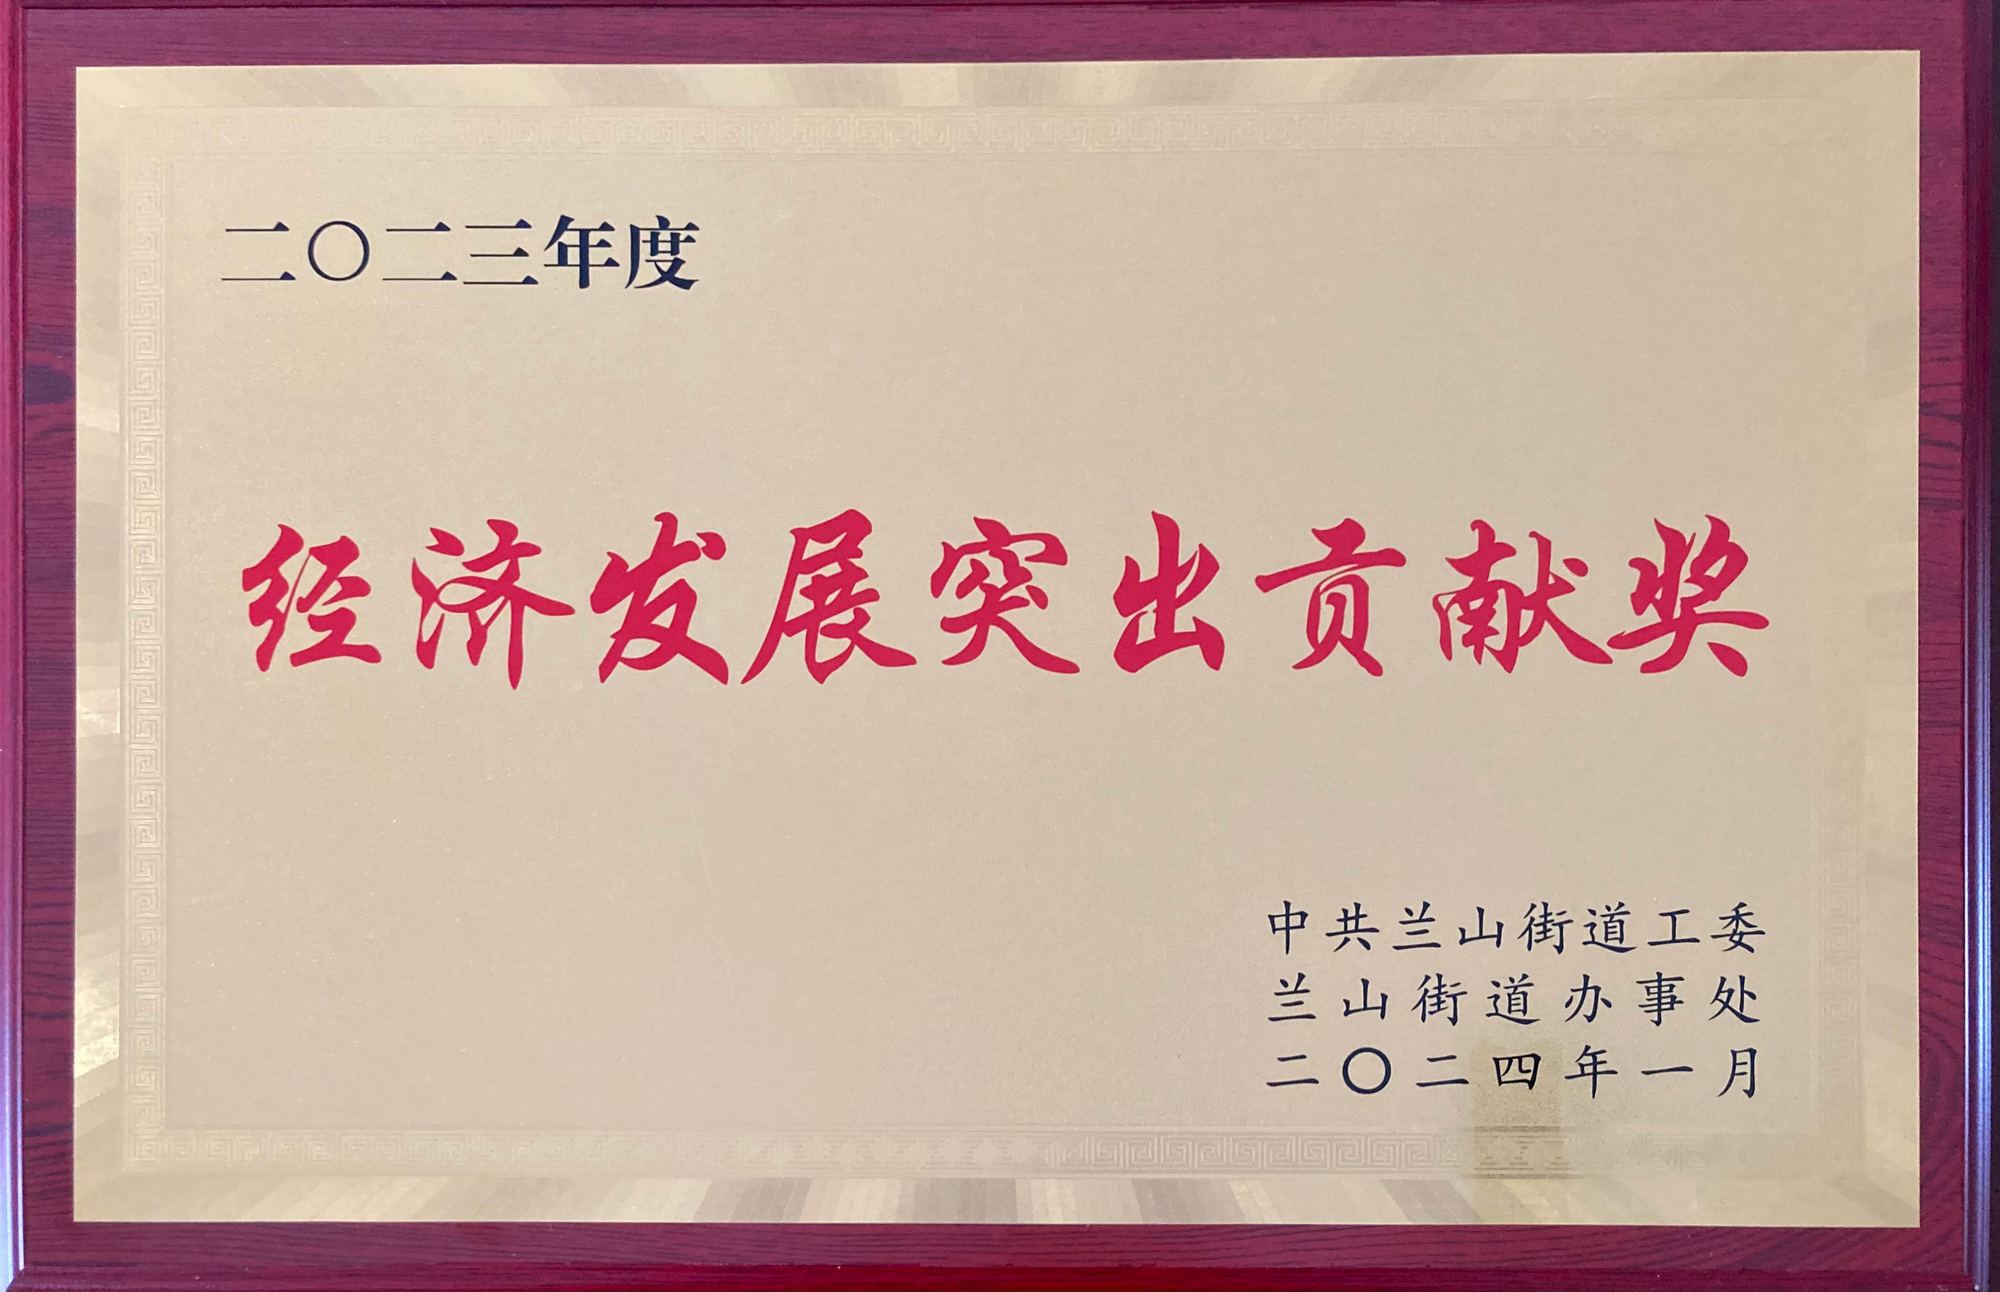 二〇二三年度
经济发展突出贡献奖
中共兰山街道工委
兰山街道办事处
二〇二四年一月